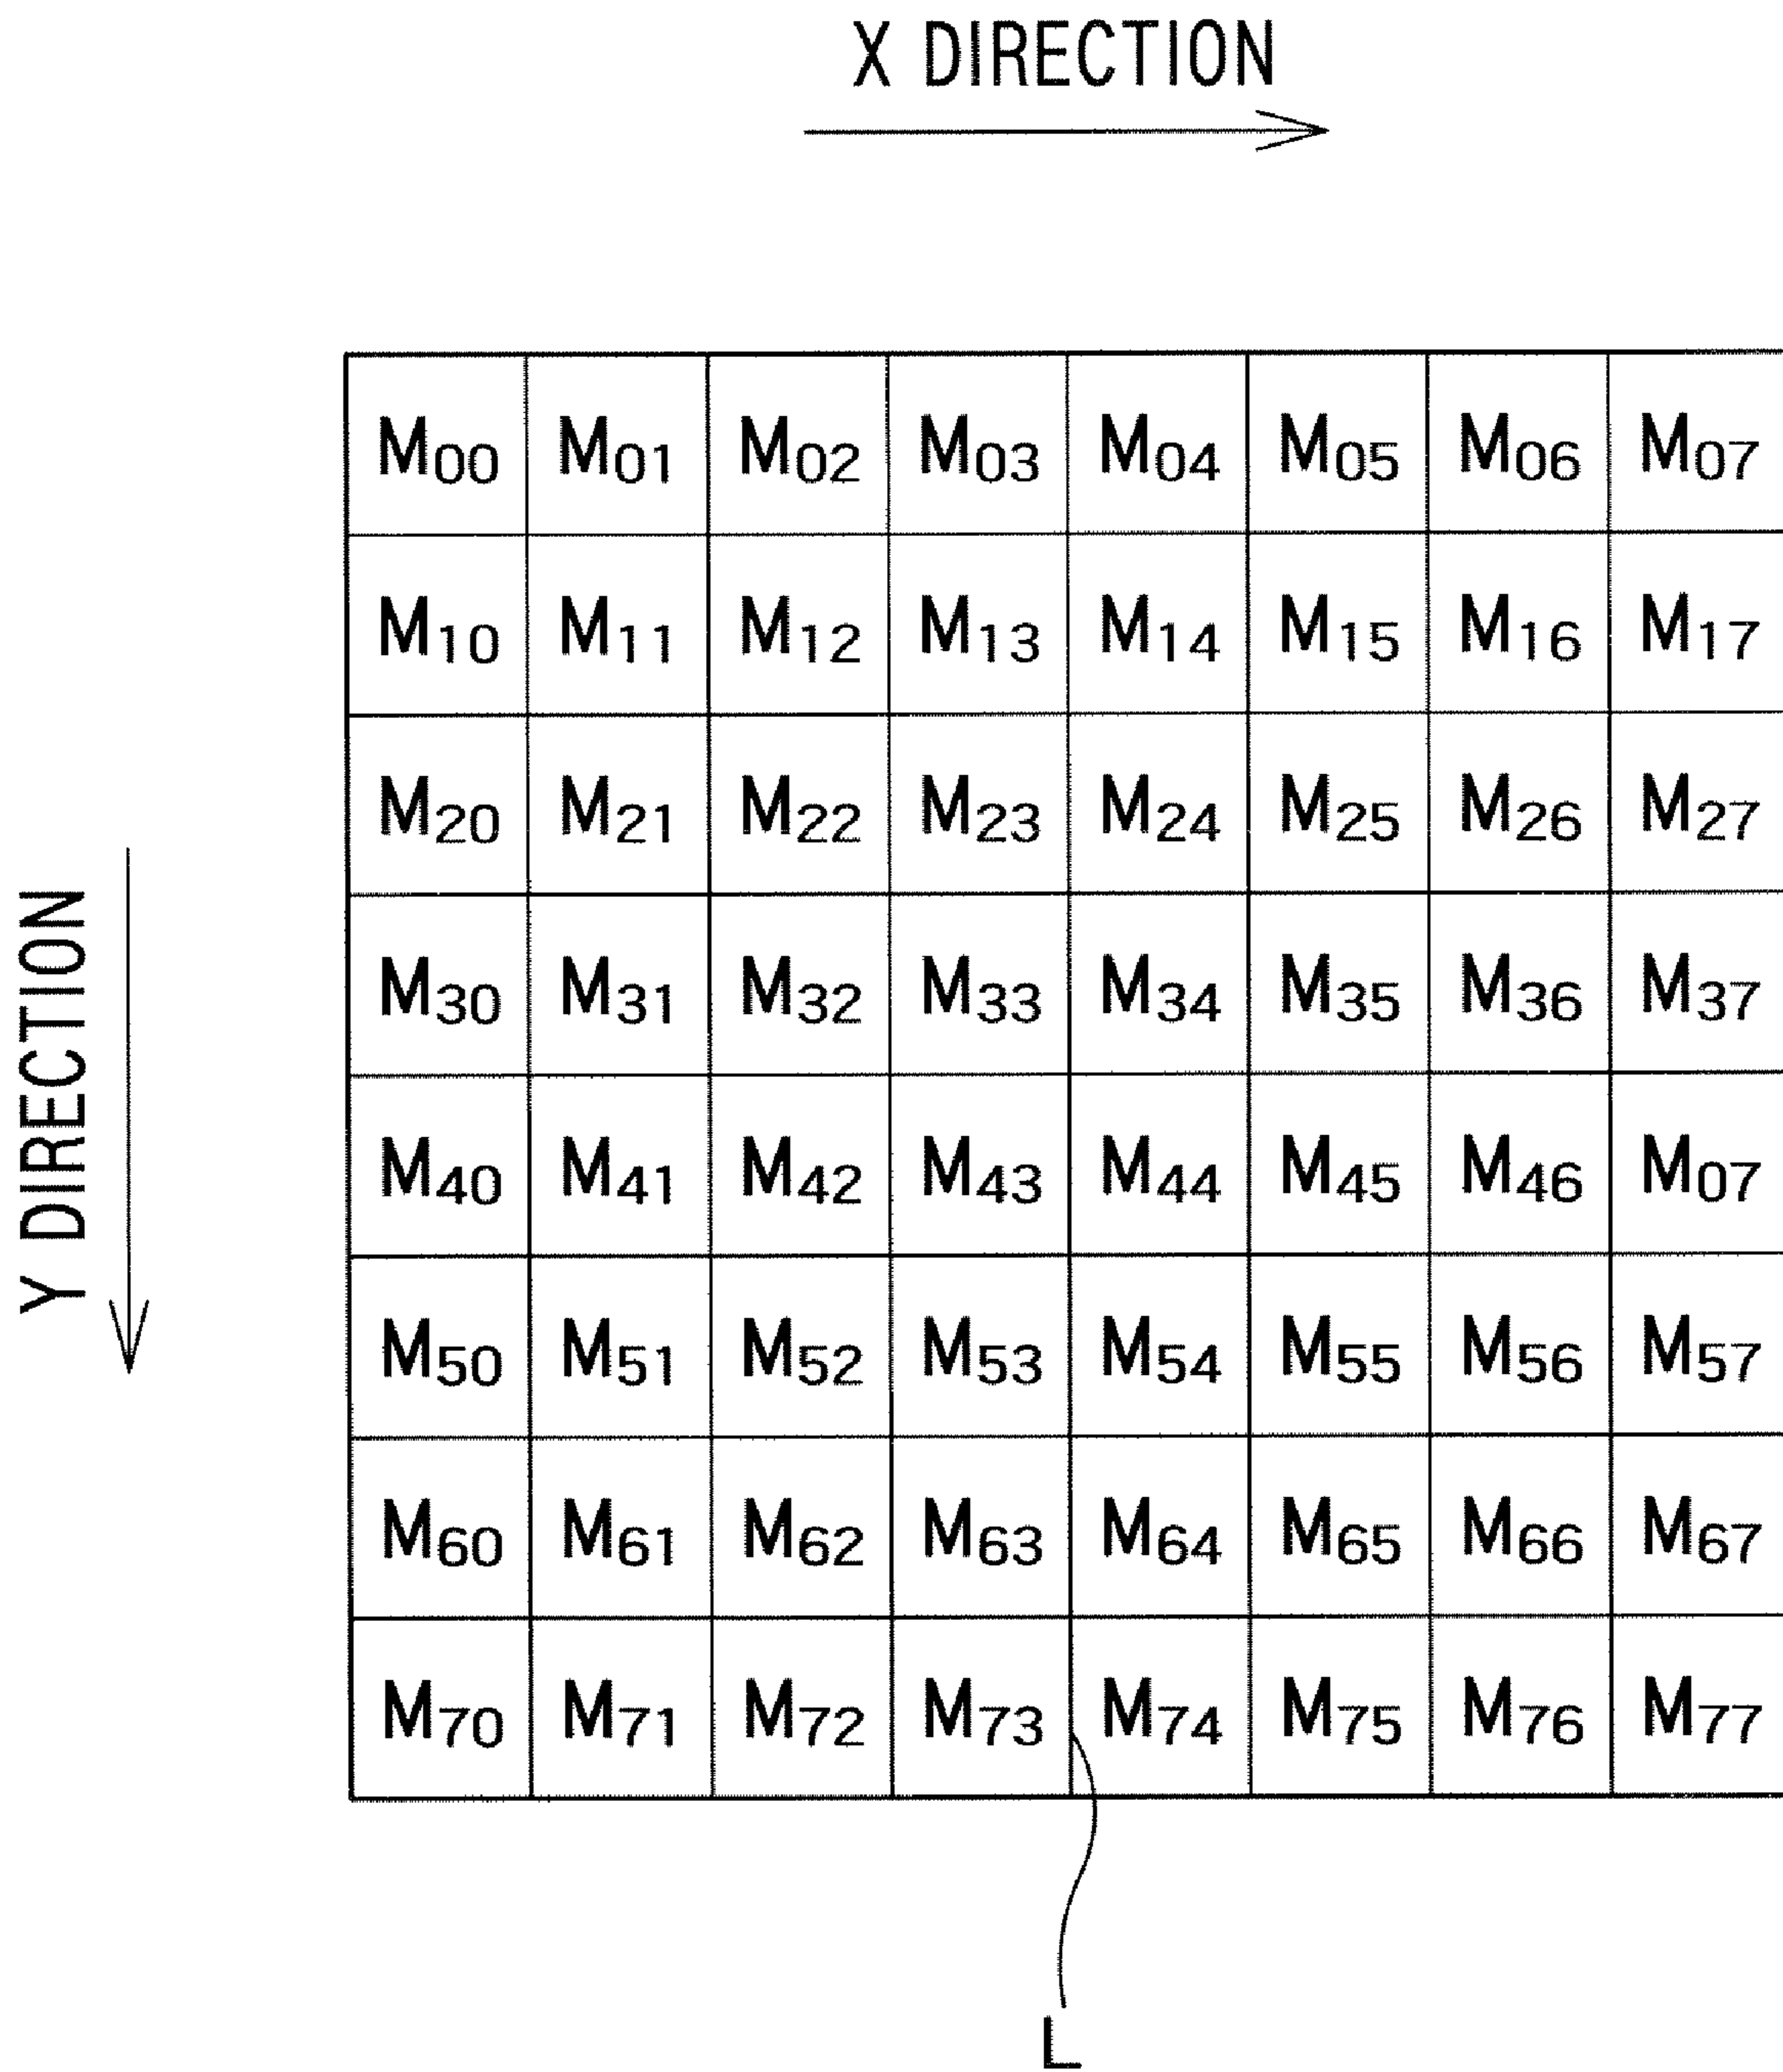 X DIRECTION
Y DIRECTION
M00 M01 M02 M03 M04 M05 M06 M07
M10 M11 M12 M13 M14 M15 M16 M17
M20 M21 M22 M23 M24 M25 M26 M27
M30 M31 M32 M33 M34 M35 M36 M37
M40 M41 M42 M43 M44 M45 M46 M07
M50 M51 M52 M53 M54 M55 M56 M57
M60 M61 M62 M63 M64 M65 M66 M67
M70 M71 M72 M73 M74 M75 M76 M77
L